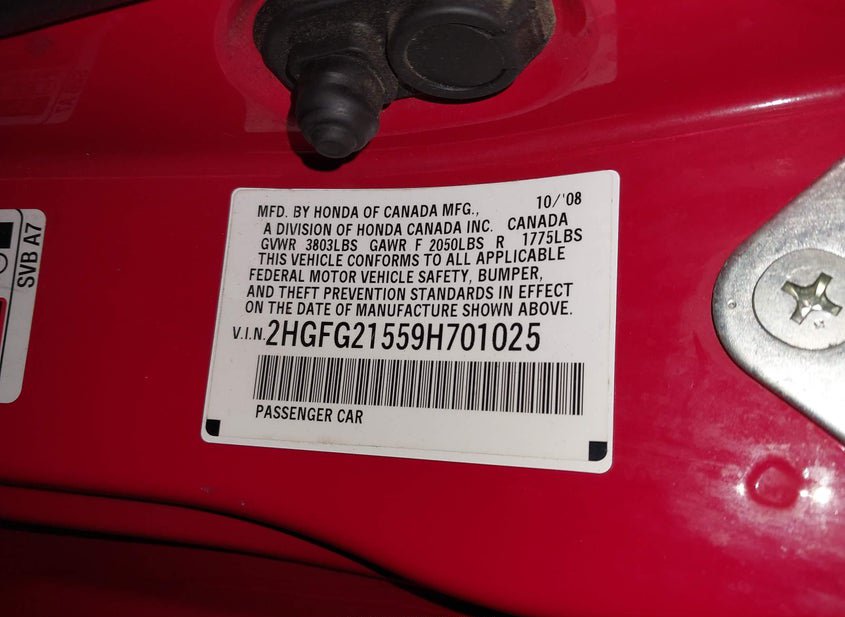 MFD. BY HONDA OF CANADA MFG., 10/'08
A DIVISION OF HONDA CANADA INC. CANADA
GVWR 3803LBS GAWR F 2050LBS R 1775LBS
THIS VEHICLE CONFORMS TO ALL APPLICABLE
FEDERAL MOTOR VEHICLE SAFETY, BUMPER,
AND THEFT PREVENTION STANDARDS IN EFFECT
ON THE DATE OF MANUFACTURE SHOWN ABOVE.
V.I.N. 2HGFG21559H701025
PASSENGER CAR
SVB A7